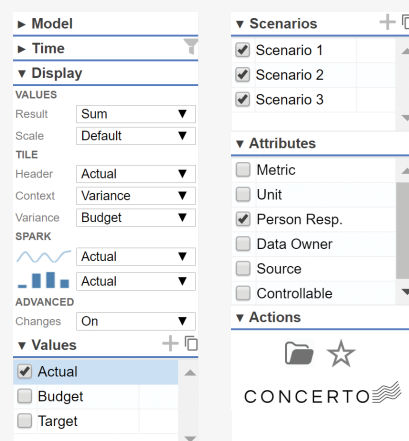 Model
Time
Display
VALUES
Result Sum
Scale Default
TILE
Header Actual
Context Variance
Variance Budget
SPARK
Actual
Actual
ADVANCED
Changes On
Values
Actual
Budget
Target
Scenarios
Scenario 1
Scenario 2
Scenario 3
Attributes
Metric
Unit
Person Resp.
Data Owner
Source
Controllable
Actions
CONCERTO